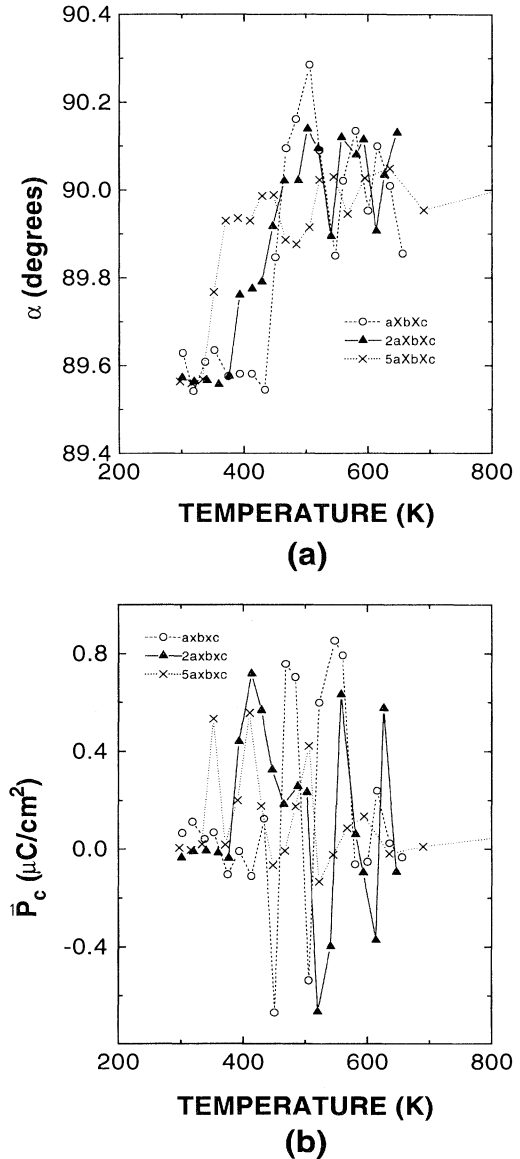 90.4
90.2
90.0
89.8
89.6
89.4
α (degrees)
aXbXc
2aXbXc
5aXbXc
200
400
600
800
TEMPERATURE (K)
(a)
axbxc
2axbxc
5axbxc
0.8
0.4
0.0
-0.4
P̄c (μC/cm²)
200
400
600
800
TEMPERATURE (K)
(b)